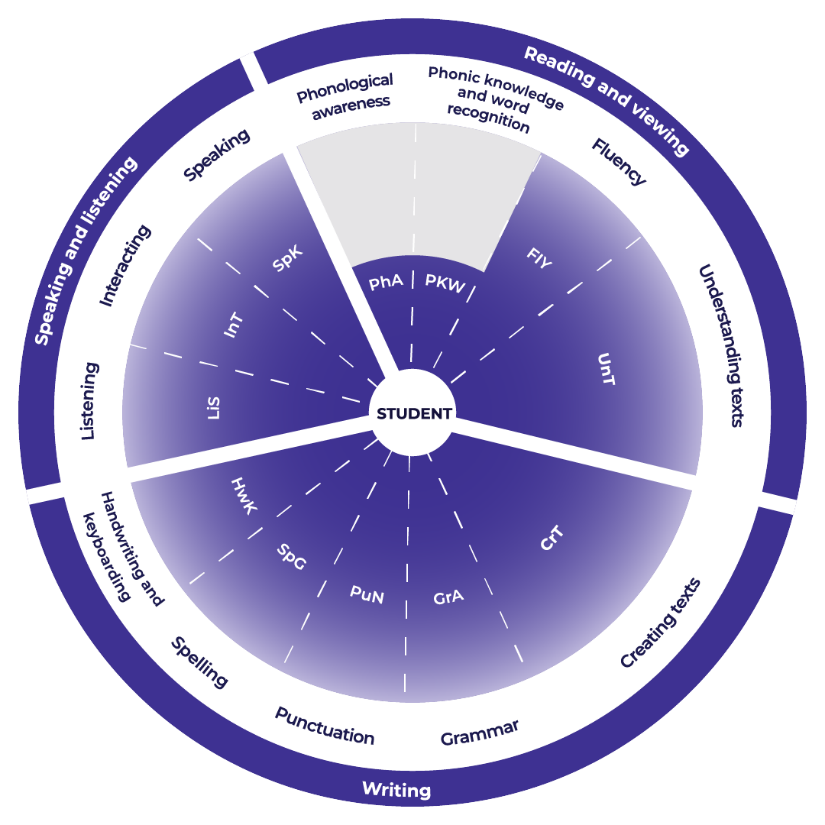 Reading and viewing
Phonological
awareness
PhA
Phonic knowledge
and word
recognition
PKW
Fluency
FlY
Understanding texts
UnT
Writing
Creating texts
CrT
Grammar
GrA
Punctuation
PuN
Spelling
SpG
Handwriting and
keyboarding
HwK
Speaking and listening
Listening
LiS
Interacting
InT
Speaking
SpK
STUDENT